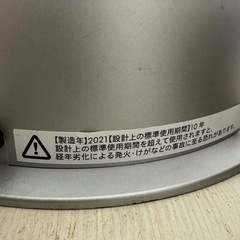 【製造年】2021【設計上の標準使用期間】10年
設計上の標準使用期間を超えて使用されますと、
経年劣化による発火・けがなどの事故に至る恐れがあります。